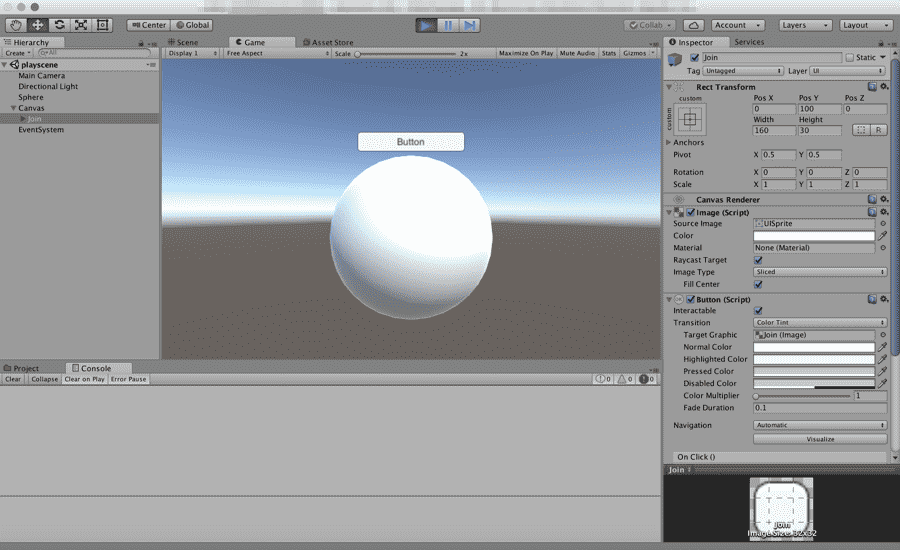 Center Global Collab Account Layers Layout
Hierarchy Scene Game Asset Store Inspector Services
Create All Display 1 Free Aspect Scale 2x Maximize On Play Mute Audio Stats Gizmos
playscene
Main Camera
Directional Light
Sphere
Canvas
Join
EventSystem
Button
Project Console
Clear Collapse Clear on Play Error Pause 0 0 0
Join Static
Tag Untagged Layer UI
Rect Transform
custom Pos X Pos Y Pos Z
custom 0 100 0
Width Height
160 30 R
Anchors
Pivot X 0.5 Y 0.5
Rotation X 0 Y 0 Z 0
Scale X 1 Y 1 Z 1
Canvas Renderer
Image (Script)
Source Image UISprite
Color
Material None (Material)
Raycast Target
Image Type Sliced
Fill Center
Button (Script)
Interactable
Transition Color Tint
Target Graphic Join (Image)
Normal Color
Highlighted Color
Pressed Color
Disabled Color
Color Multiplier 1
Fade Duration 0.1
Navigation Automatic
Visualize
On Click ()
Join
Join
Image Size: 32x32